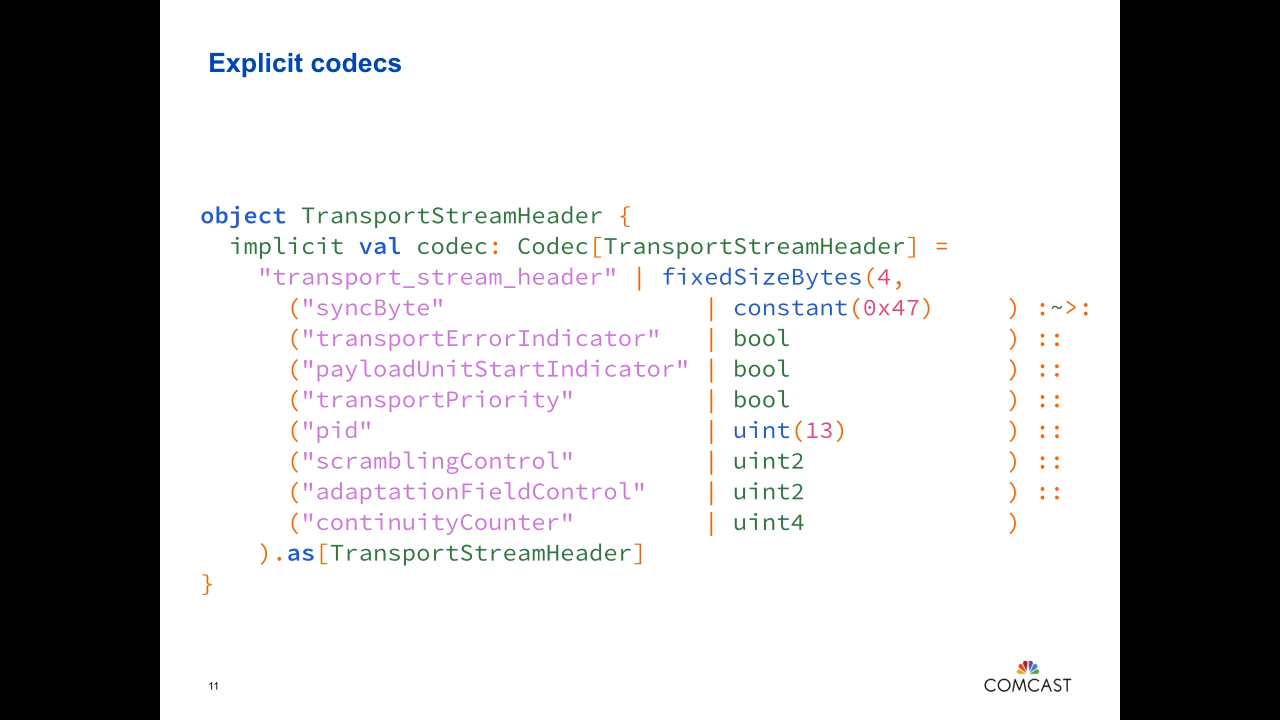 Explicit codecs
object TransportStreamHeader {
  implicit val codec: Codec[TransportStreamHeader] =
    "transport_stream_header" | fixedSizeBytes(4,
      ("syncByte"                  | constant(0x47)     ) :~>:
      ("transportErrorIndicator"   | bool               ) ::
      ("payloadUnitStartIndicator" | bool               ) ::
      ("transportPriority"         | bool               ) ::
      ("pid"                       | uint(13)           ) ::
      ("scramblingControl"         | uint2              ) ::
      ("adaptationFieldControl"    | uint2              ) ::
      ("continuityCounter"         | uint4              )
    ).as[TransportStreamHeader]
}
11
COMCAST